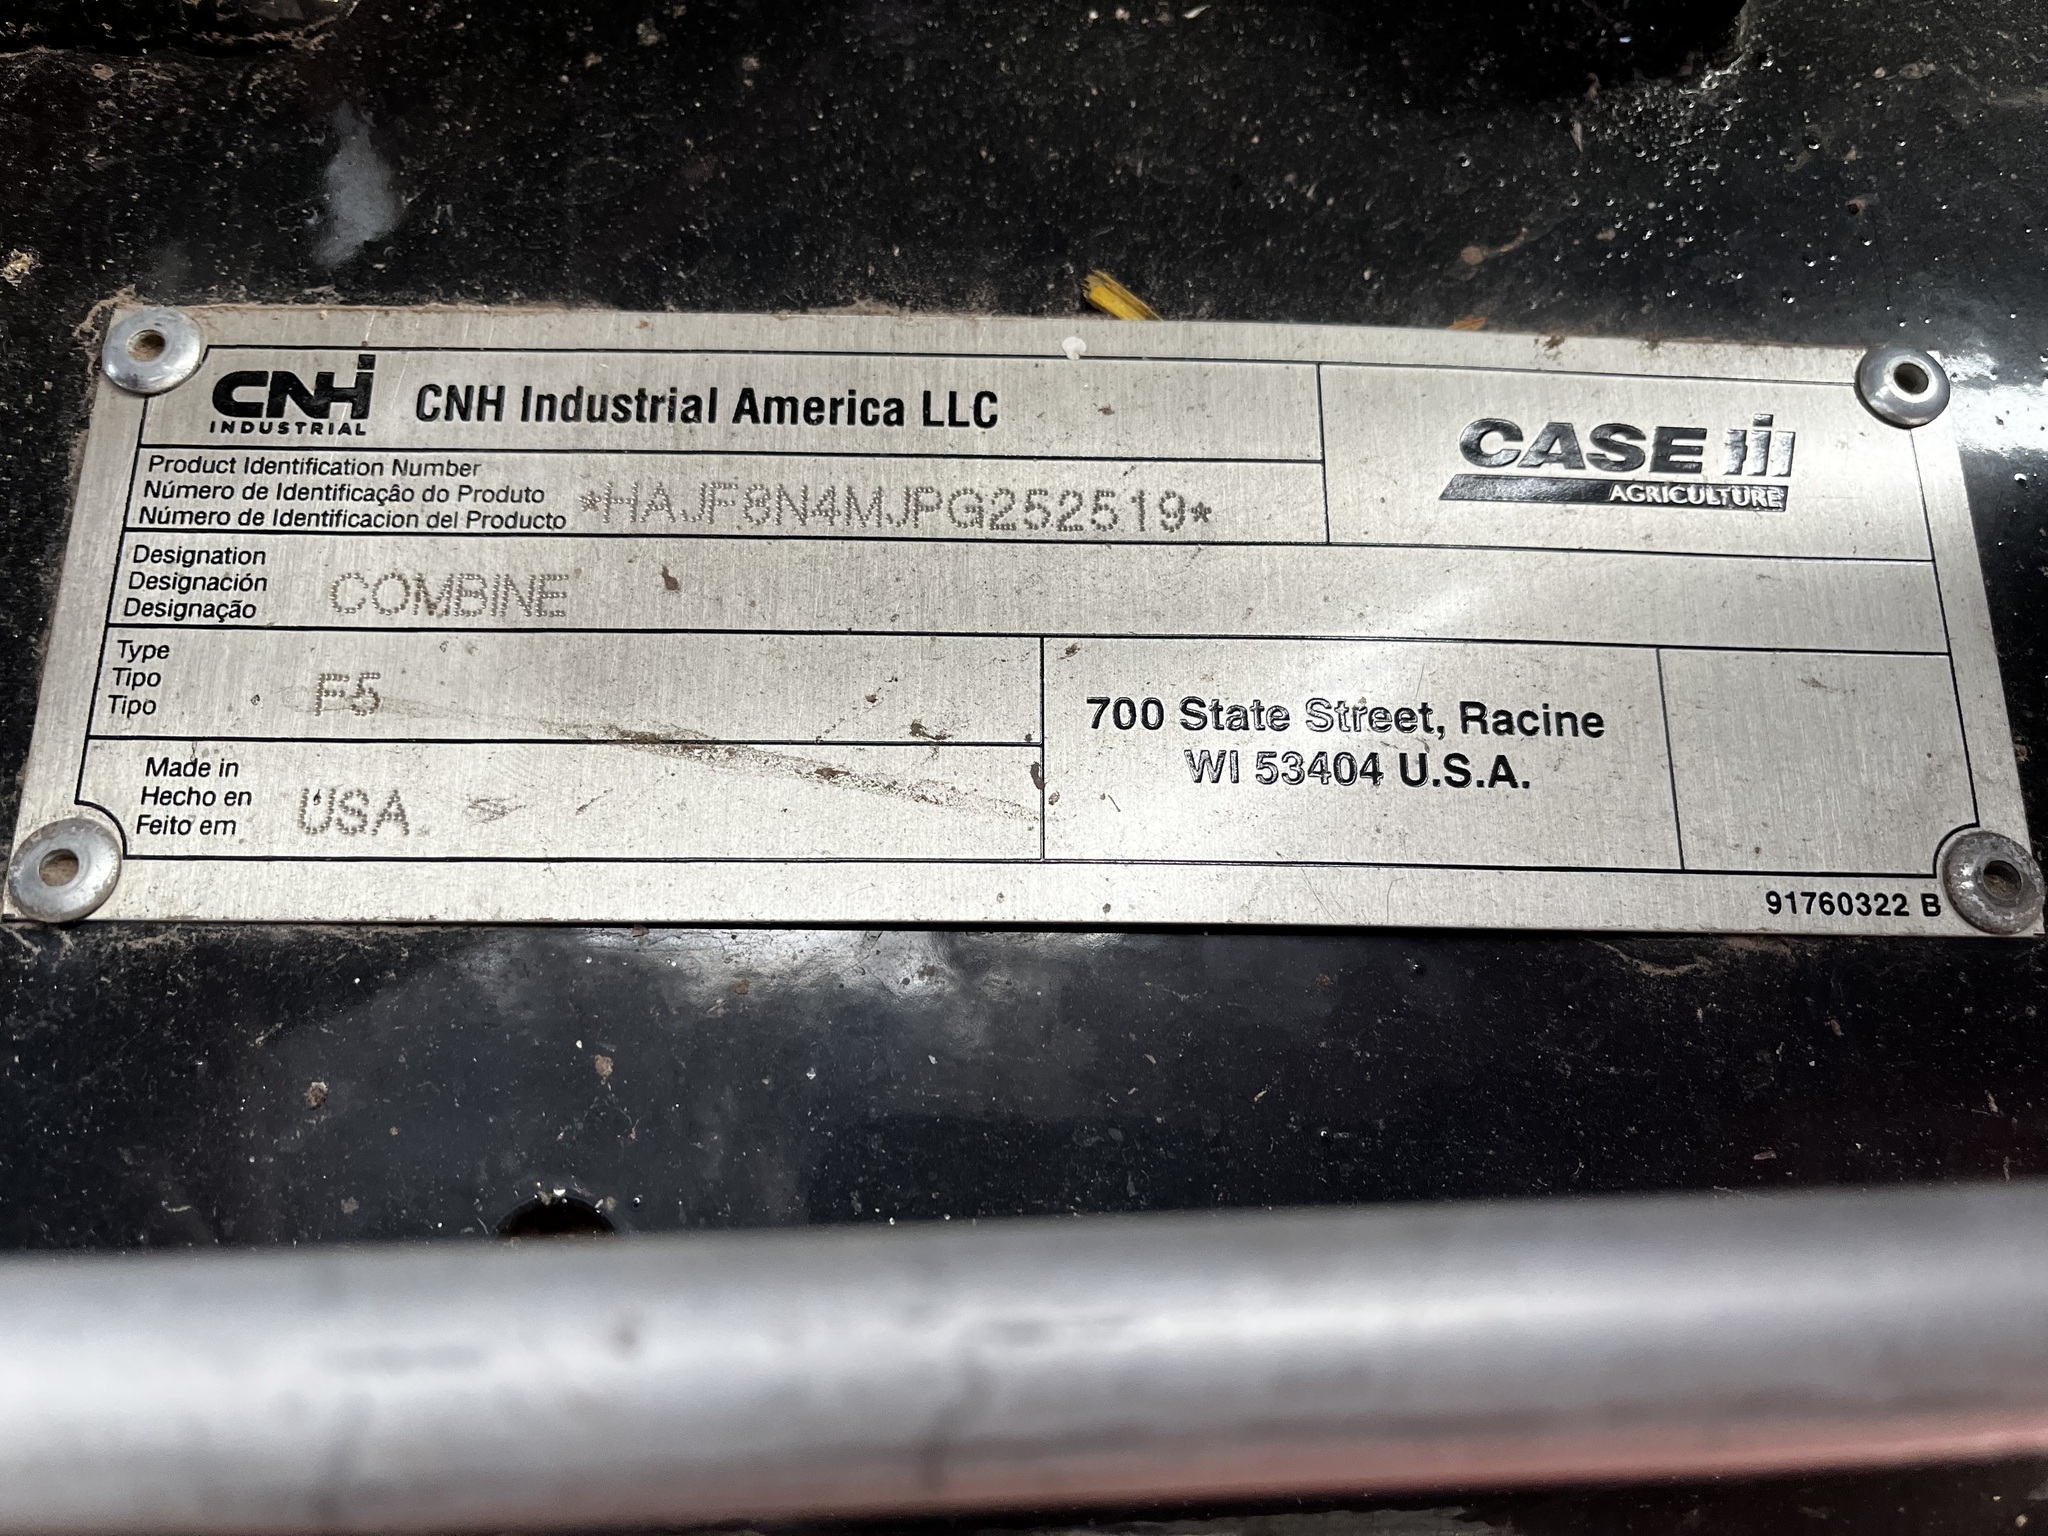 CNH INDUSTRIAL
CNH Industrial America LLC
CASE IH
AGRICULTURE
Product Identification Number
Número de Identificação do Produto
Número de Identificacion del Producto
*HAJF8N4MJPG252519*
Designation
Designación
Designação
COMBINE
Type
Tipo
Tipo
F5
700 State Street, Racine
WI 53404 U.S.A.
Made in
Hecho en
Feito em
USA
91760322 B